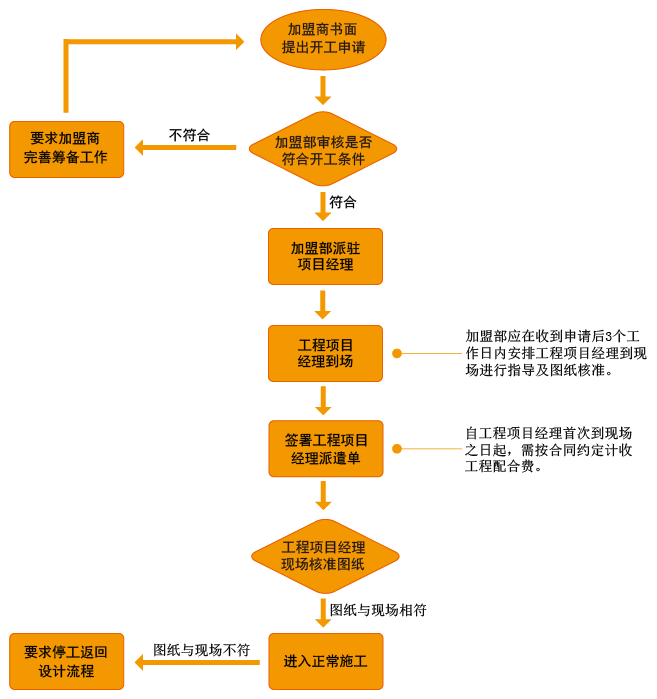 加盟商书面
提出开工申请
加盟部审核是否
符合开工条件
不符合
要求加盟商
完善筹备工作
符合
加盟部派驻
项目经理
工程项目
经理到场
加盟部应在收到申请后3个工
作日内安排工程项目经理到现
场进行指导及图纸核准。
签署工程项目
经理派遣单
自工程项目经理首次到现场
之日起，需按合同约定计收
工程配合费。
工程项目经理
现场核准图纸
图纸与现场相符
进入正常施工
图纸与现场不符
要求停工返回
设计流程